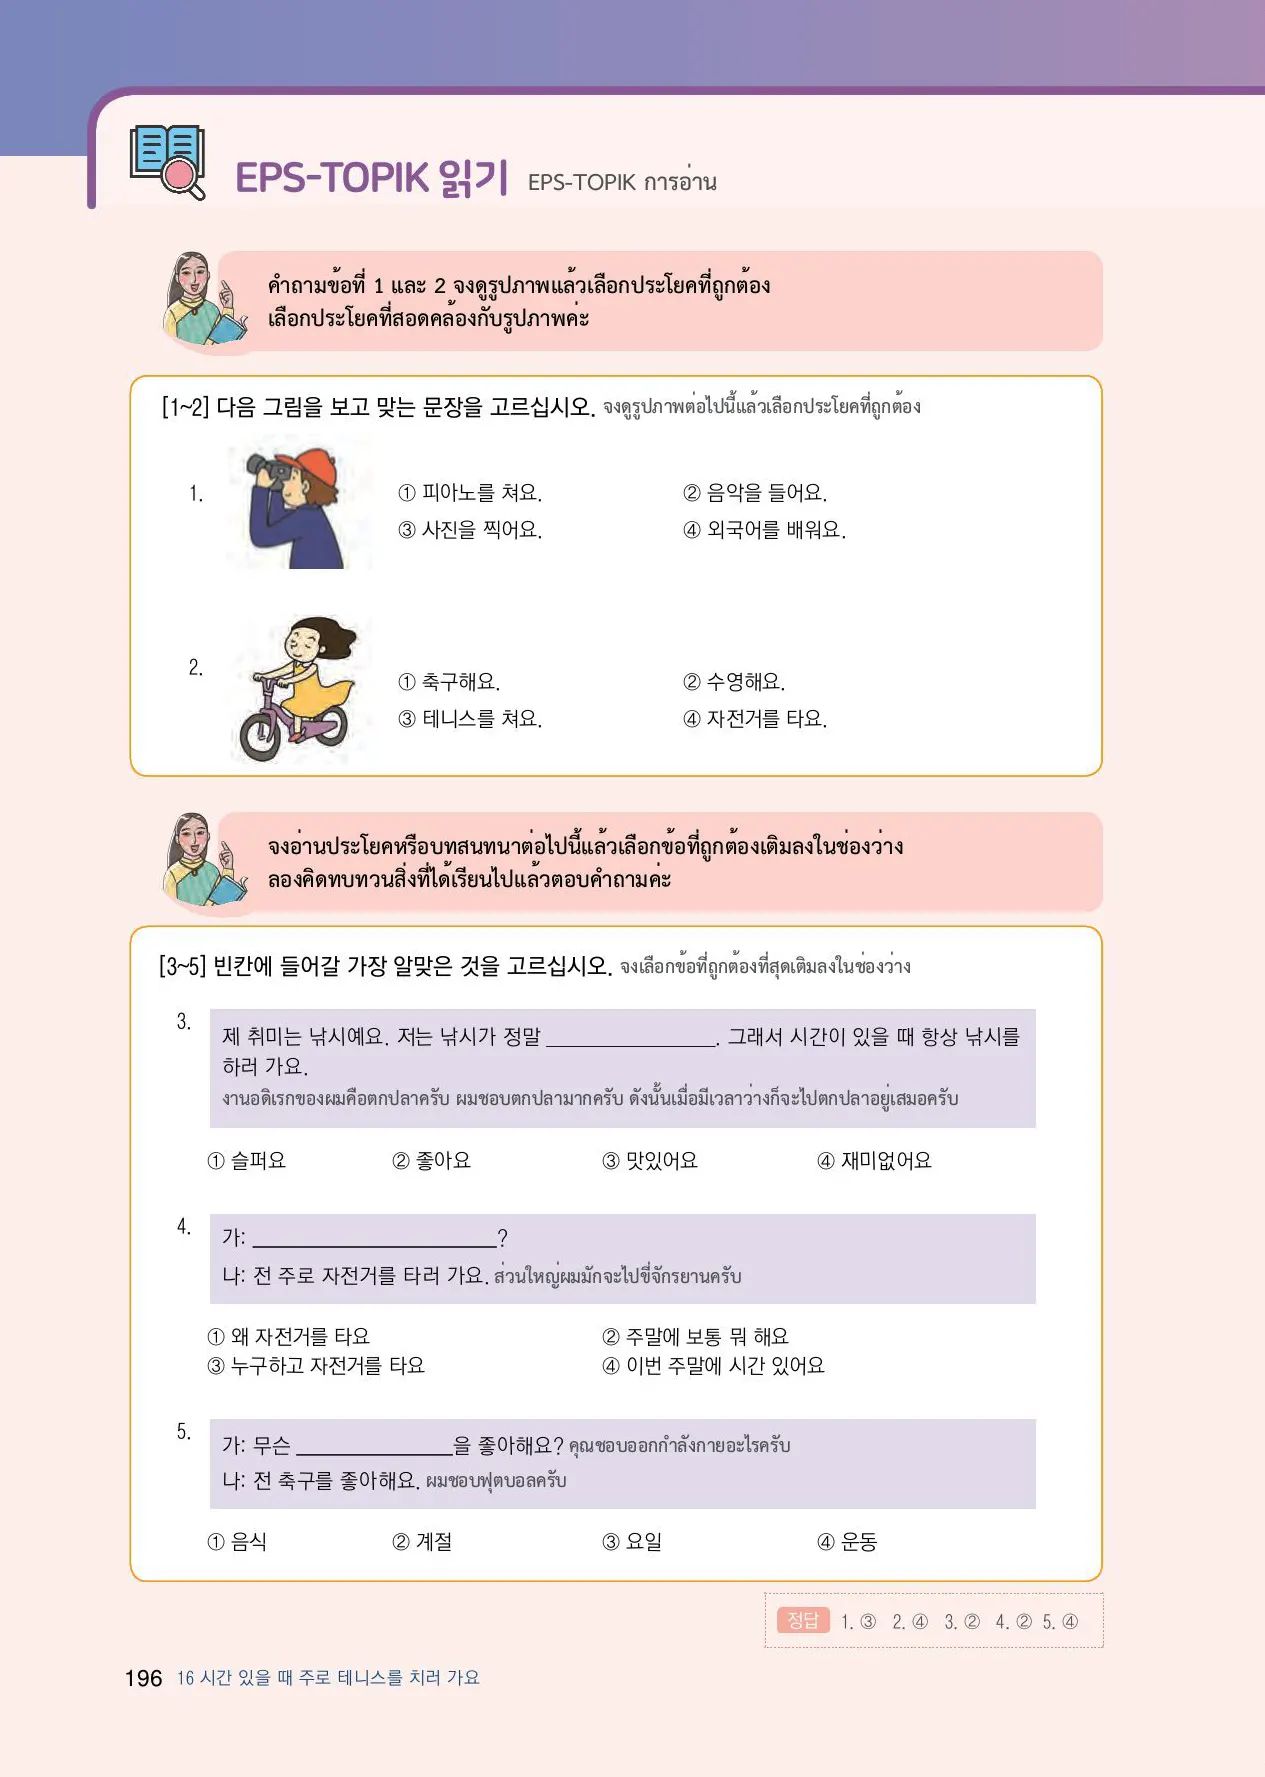 EPS-TOPIK 읽기 EPS-TOPIK การอ่าน
คำถามข้อที่ 1 และ 2 จงดูรูปภาพแล้วเลือกประโยคที่ถูกต้อง
เลือกประโยคที่สอดคล้องกับรูปภาพค่ะ
[1~2] 다음 그림을 보고 맞는 문장을 고르십시오. จงดูรูปภาพต่อไปนี้แล้วเลือกประโยคที่ถูกต้อง
1.
① 피아노를 쳐요. ② 음악을 들어요.
③ 사진을 찍어요. ④ 외국어를 배워요.
2.
① 축구해요. ② 수영해요.
③ 테니스를 쳐요. ④ 자전거를 타요.
จงอ่านประโยคหรือบทสนทนาต่อไปนี้แล้วเลือกข้อที่ถูกต้องเติมลงในช่องว่าง
ลองคิดทบทวนสิ่งที่ได้เรียนไปแล้วตอบคำถามค่ะ
[3~5] 빈칸에 들어갈 가장 알맞은 것을 고르십시오. จงเลือกข้อที่ถูกต้องที่สุดเติมลงในช่องว่าง
3.
제 취미는 낚시예요. 저는 낚시가 정말 ________________. 그래서 시간이 있을 때 항상 낚시를
하러 가요.
งานอดิเรกของผมคือตกปลาครับ ผมชอบตกปลามากครับ ดังนั้นเมื่อมีเวลาว่างก็จะไปตกปลาอยู่เสมอครับ
① 슬퍼요 ② 좋아요 ③ 맛있어요 ④ 재미없어요
4.
가: ________________________?
나: 전 주로 자전거를 타러 가요. ส่วนใหญ่ผมมักจะไปขี่จักรยานครับ
① 왜 자전거를 타요 ② 주말에 보통 뭐 해요
③ 누구하고 자전거를 타요 ④ 이번 주말에 시간 있어요
5.
가: 무슨 ________________을 좋아해요? คุณชอบออกกำลังกายอะไรครับ
나: 전 축구를 좋아해요. ผมชอบฟุตบอลครับ
① 음식 ② 계절 ③ 요일 ④ 운동
정답 1. ③ 2. ④ 3. ② 4. ② 5. ④
196 16 시간 있을 때 주로 테니스를 치러 가요